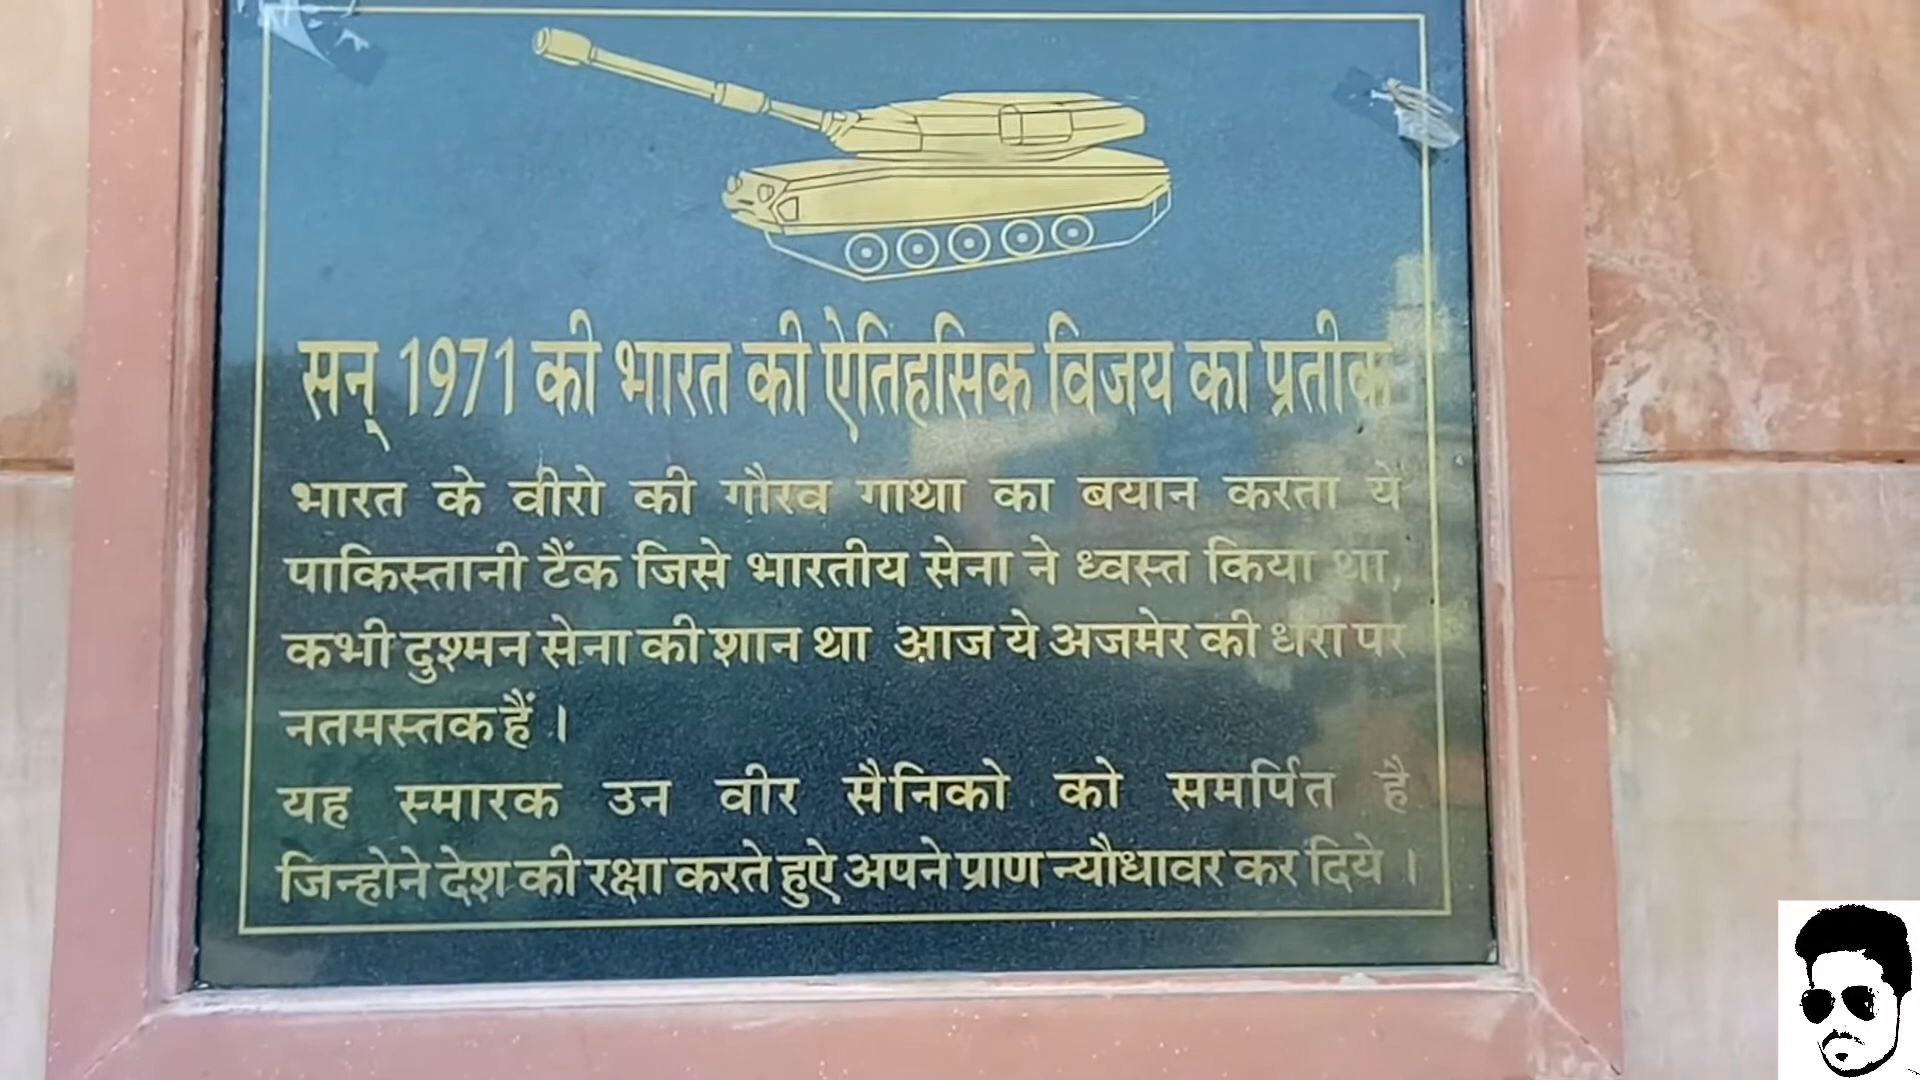 सन् 1971 की भारत की ऐतिहसिक विजय का प्रतीक
भारत के वीरो की गौरव गाथा का बयान करता ये
पाकिस्तानी टैंक जिसे भारतीय सेना ने ध्वस्त किया था,
कभी दुश्मन सेना की शान था आज ये अजमेर की धरा पर
नतमस्तक हैं ।
यह स्मारक उन वीर सैनिको को समर्पित है
जिन्होने देश की रक्षा करते हुऐ अपने प्राण न्यौधावर कर दिये ।